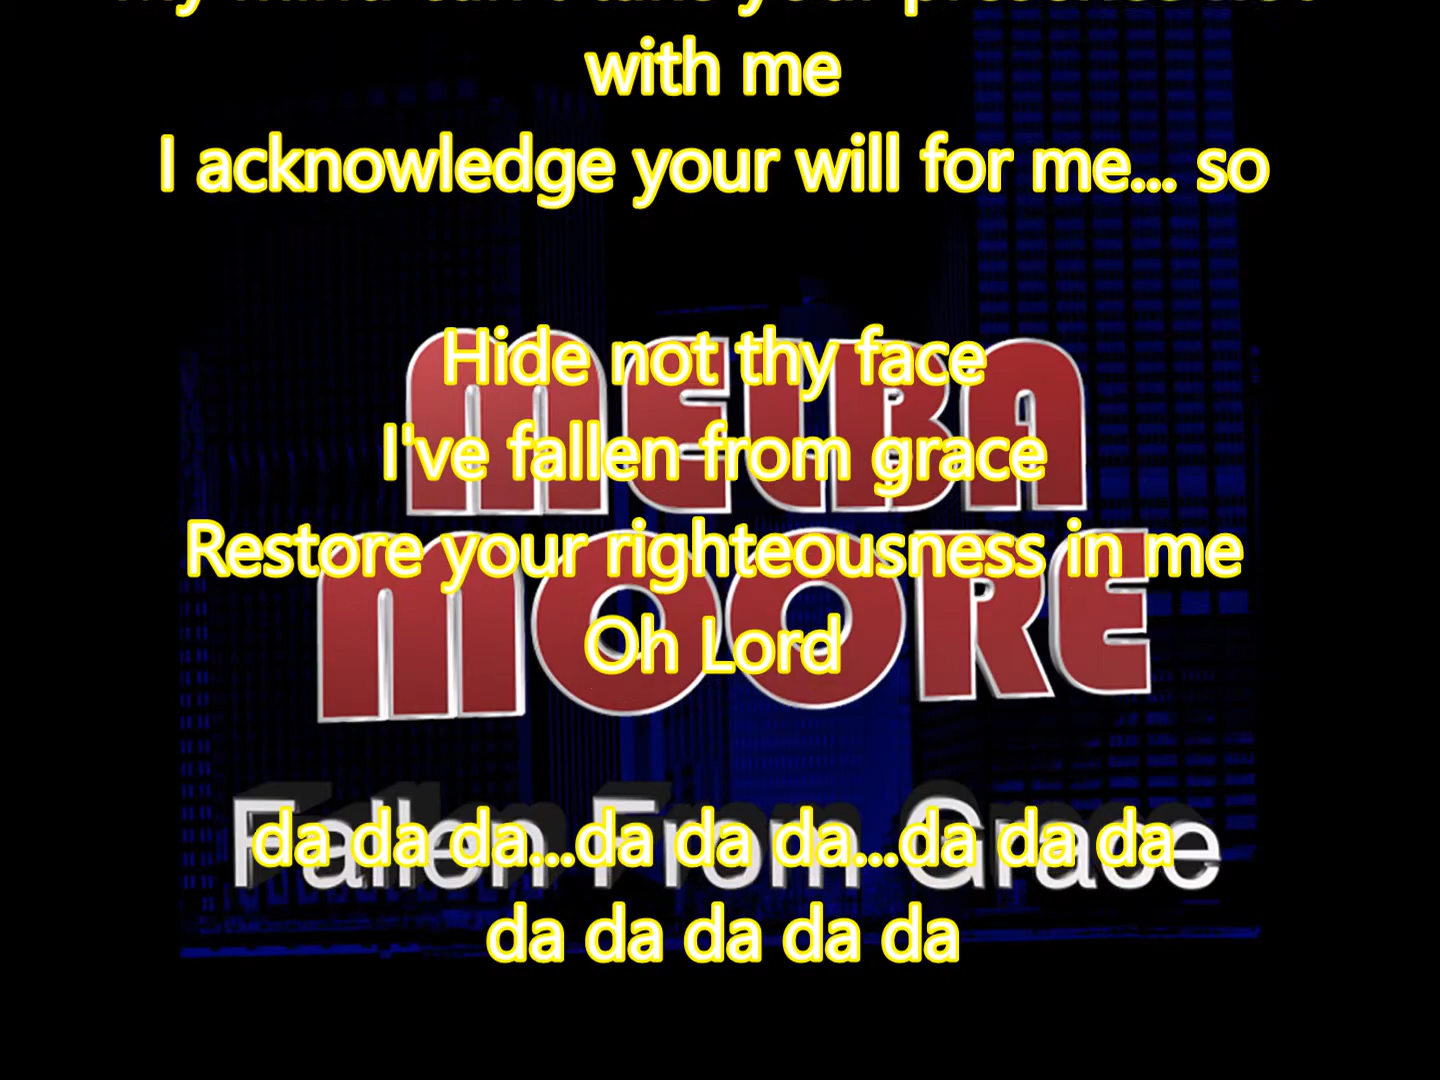 with me
I acknowledge your will for me... so
Hide not thy face
MELBA
I've fallen from grace
Restore your righteousness in me
MOORE
Oh Lord
Fallen From Grace
da da da...da da da...da da da
da da da da da